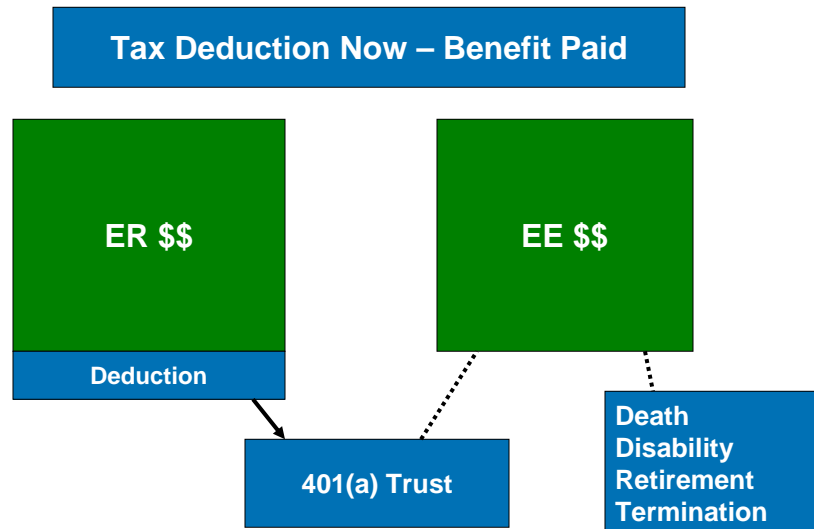 Tax Deduction Now – Benefit Paid
ER $$
EE $$
Deduction
401(a) Trust
Death
Disability
Retirement
Termination